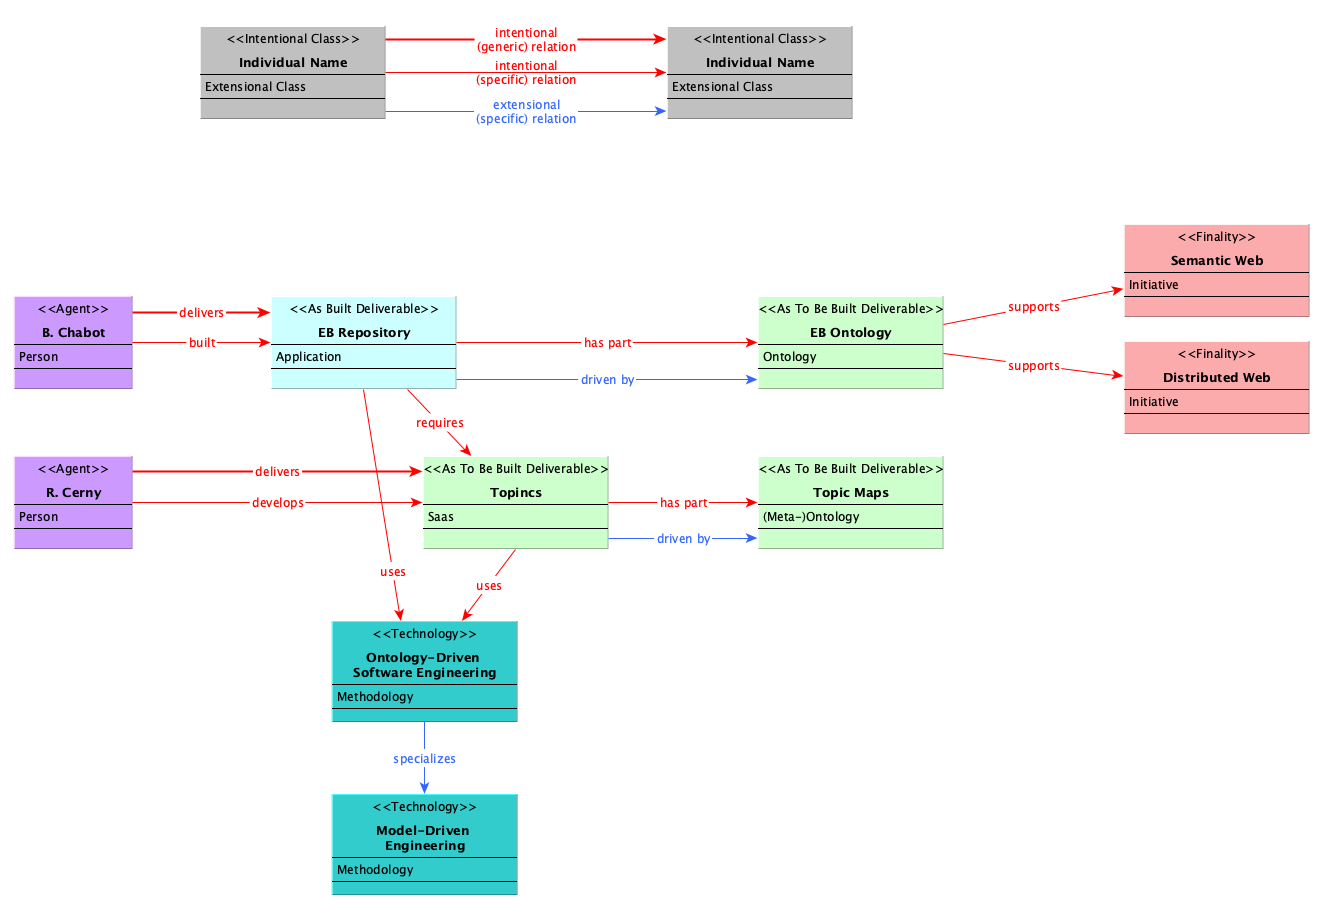 <<Intentional Class>>
Individual Name
Extensional Class
intentional
(generic) relation
intentional
(specific) relation
extensional
(specific) relation
<<Intentional Class>>
Individual Name
Extensional Class
<<Finality>>
Semantic Web
Initiative
<<Agent>>
B. Chabot
Person
delivers
built
<<As Built Deliverable>>
EB Repository
Application
has part
driven by
<<As To Be Built Deliverable>>
EB Ontology
Ontology
supports
supports
<<Finality>>
Distributed Web
Initiative
requires
<<Agent>>
R. Cerny
Person
delivers
develops
<<As To Be Built Deliverable>>
Topincs
Saas
has part
driven by
<<As To Be Built Deliverable>>
Topic Maps
(Meta-)Ontology
uses
uses
<<Technology>>
Ontology-Driven
Software Engineering
Methodology
specializes
<<Technology>>
Model-Driven
Engineering
Methodology